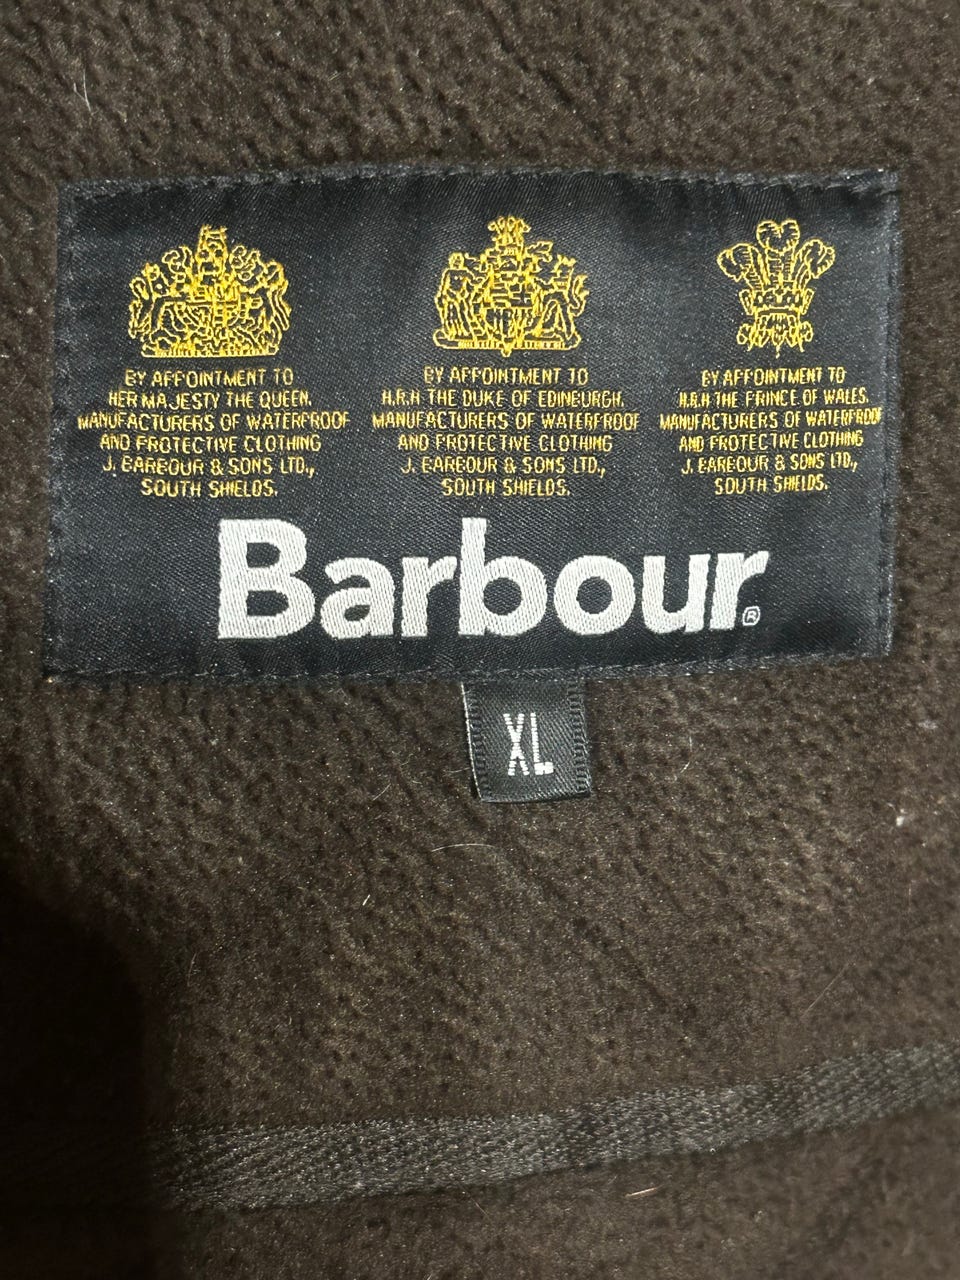 BY APPOINTMENT TO
HER MAJESTY THE QUEEN.
MANUFACTURERS OF WATERPROOF
AND PROTECTIVE CLOTHING
J. BARBOUR & SONS LTD.,
SOUTH SHIELDS.
BY APPOINTMENT TO
H.R.H THE DUKE OF EDINBURGH.
MANUFACTURERS OF WATERPROOF
AND PROTECTIVE CLOTHING
J. BARBOUR & SONS LTD.,
SOUTH SHIELDS.
BY APPOINTMENT TO
H.R.H THE PRINCE OF WALES.
MANUFACTURERS OF WATERPROOF
AND PROTECTIVE CLOTHING
J. BARBOUR & SONS LTD.,
SOUTH SHIELDS.
Barbour®
XL